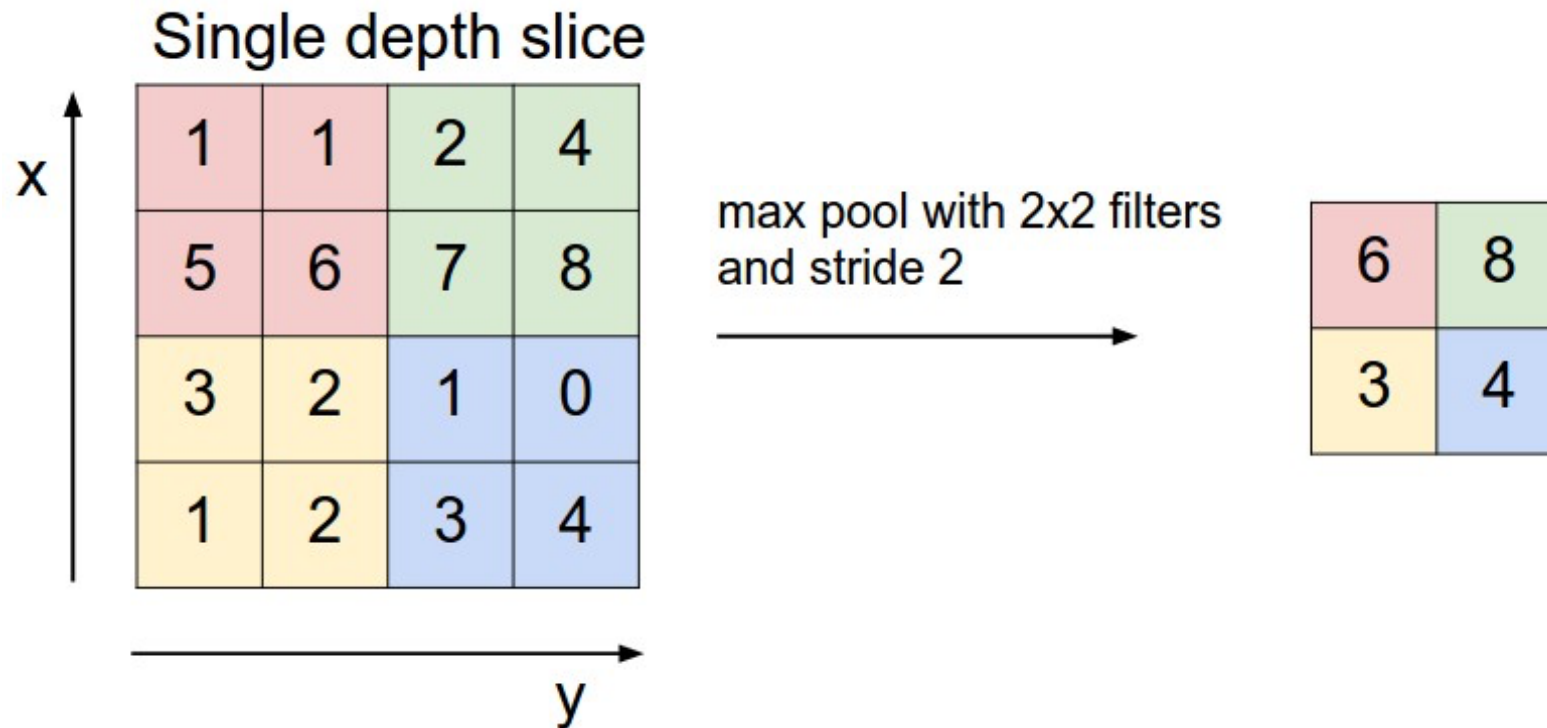 Single depth slice
x
1 1 2 4
5 6 7 8
3 2 1 0
1 2 3 4
y
max pool with 2x2 filters
and stride 2
6 8
3 4